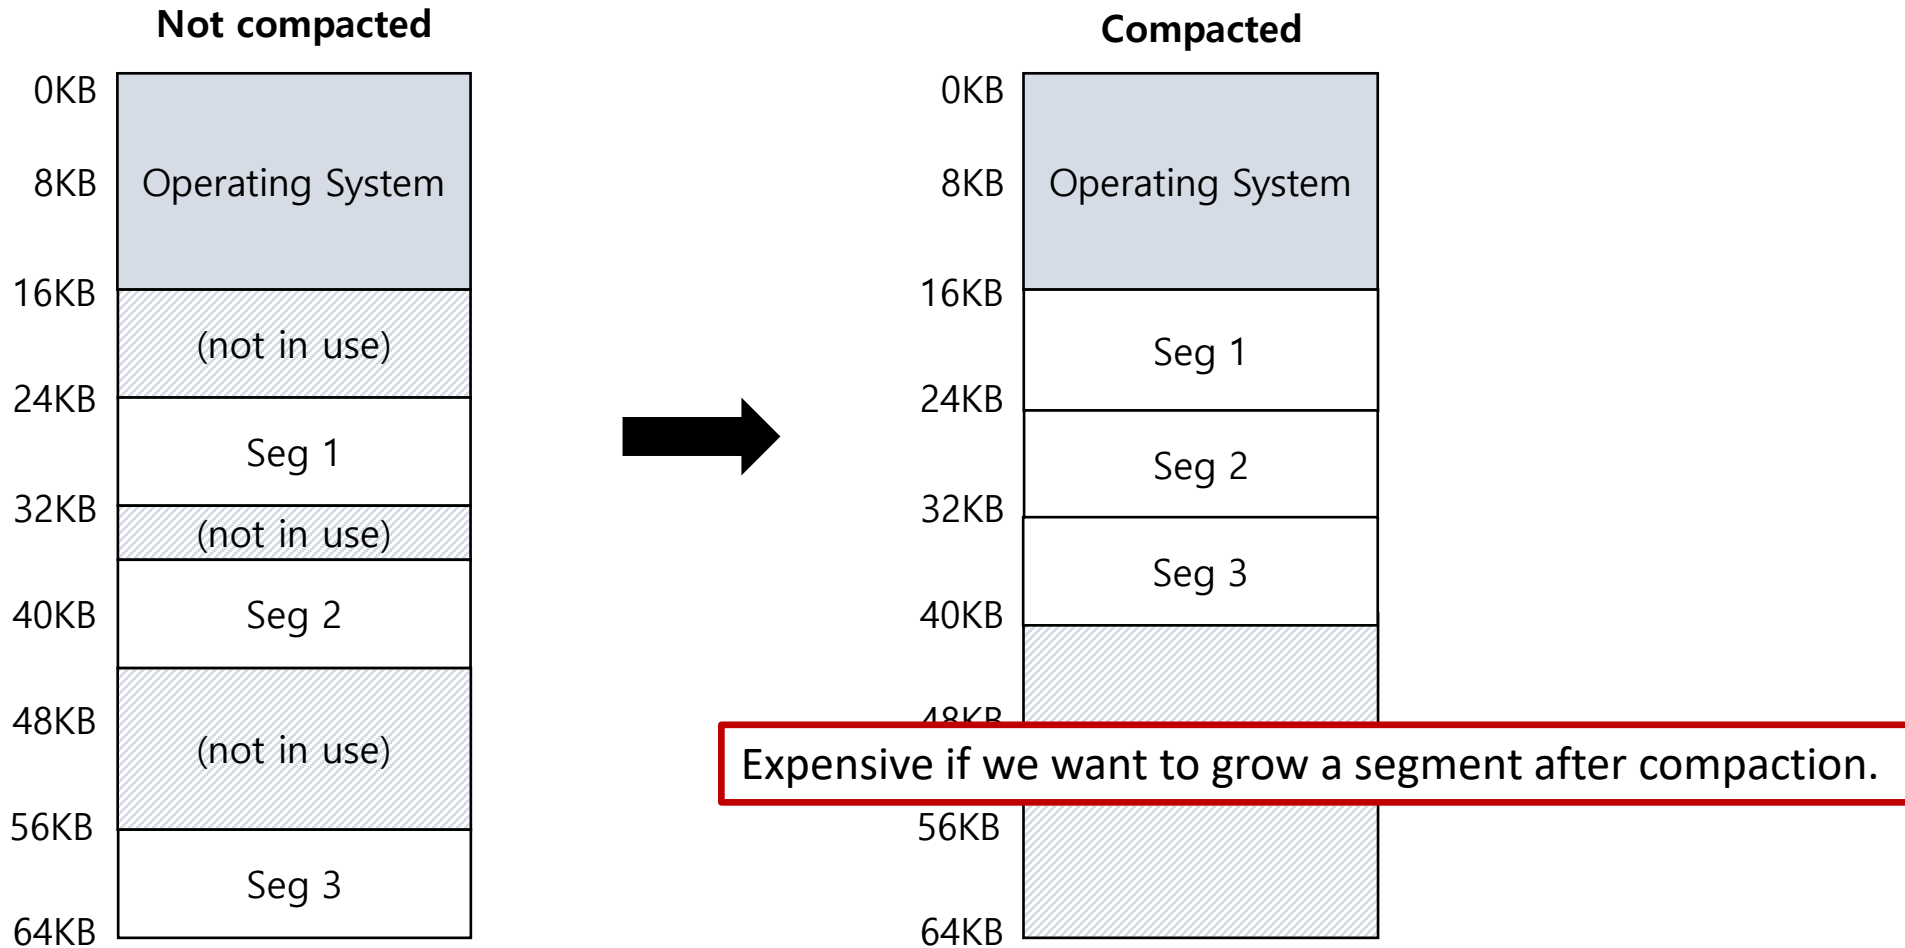 Not compacted
0KB
8KB
Operating System
16KB
(not in use)
24KB
Seg 1
32KB
(not in use)
40KB
Seg 2
48KB
(not in use)
56KB
Seg 3
64KB
Compacted
0KB
8KB
Operating System
16KB
Seg 1
24KB
Seg 2
32KB
Seg 3
40KB
48KB
Expensive if we want to grow a segment after compaction.
56KB
64KB